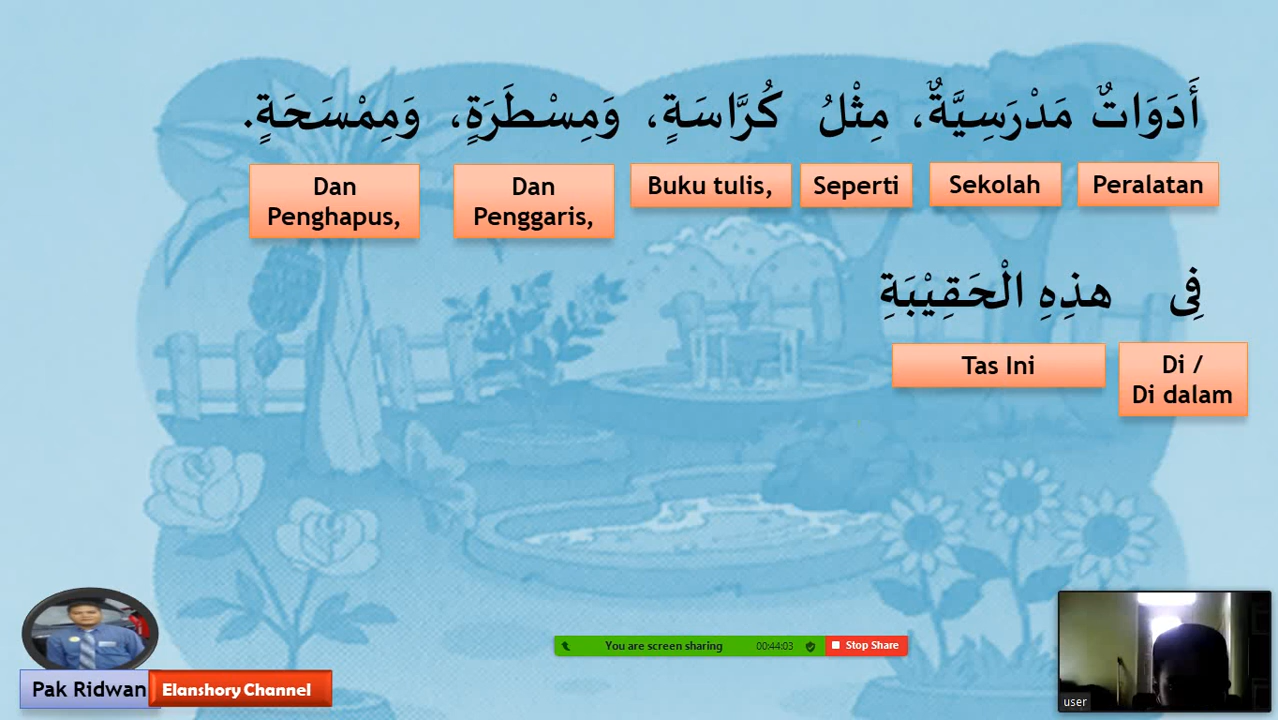 أَدَوَاتٌ مَدْرَسِيَّةٌ، مِثْلُ كُرَّاسَةٍ، وَمِسْطَرَةٍ، وَمِمْسَحَةٍ.
Peralatan
Sekolah
Seperti
Buku tulis,
Dan
Penggaris,
Dan
Penghapus,
فِى هذِهِ الْحَقِيْبَةِ
Di /
Di dalam
Tas Ini
Pak Ridwan
Elanshory Channel
You are screen sharing 00:44:03 Stop Share
user